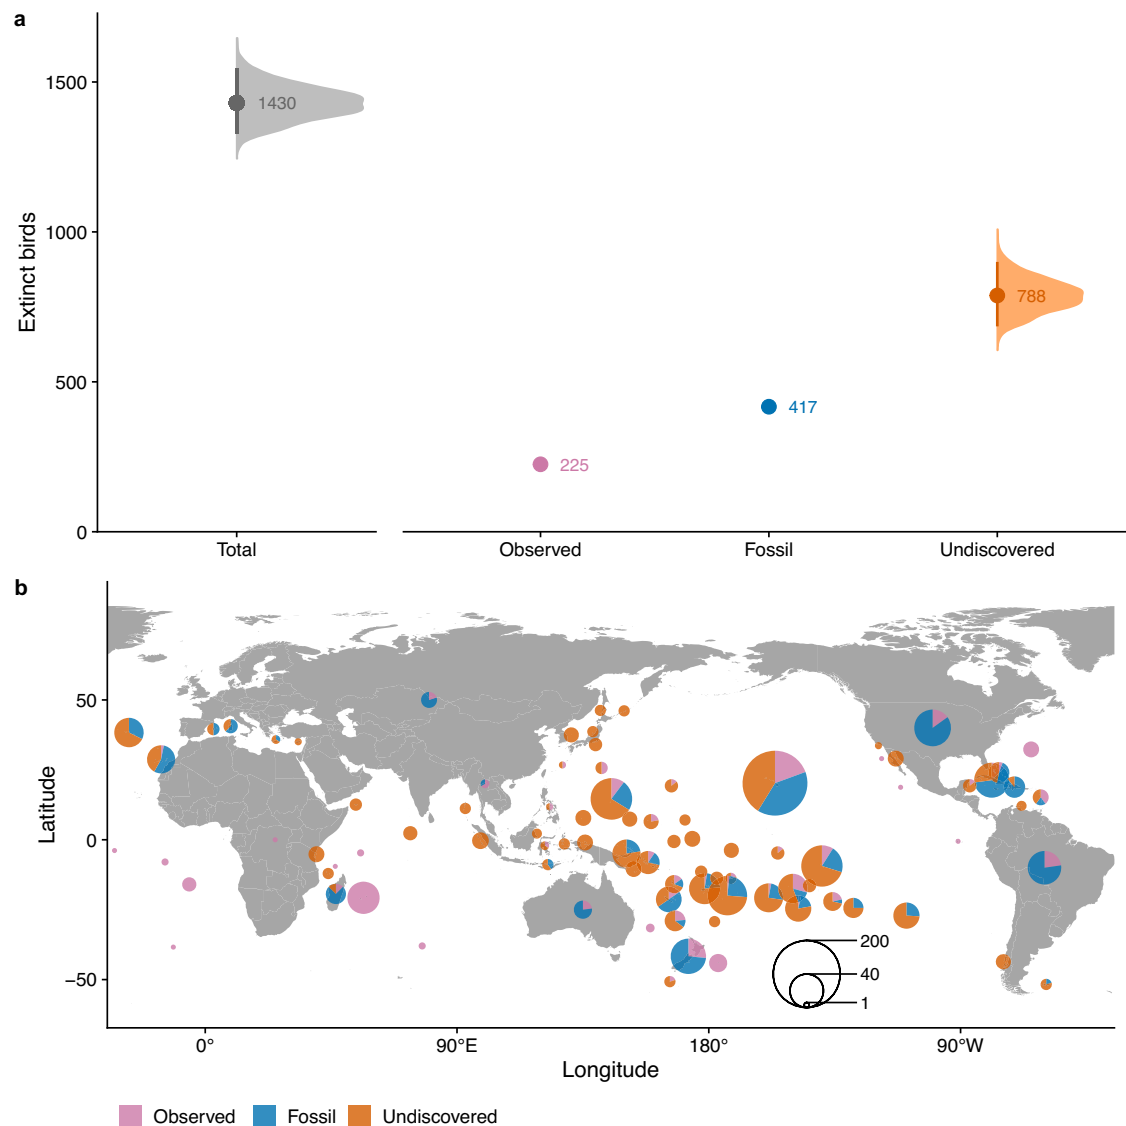 a
Extinct birds
1500
1000
500
0
1430
225
417
788
Total
Observed
Fossil
Undiscovered
b
Latitude
50
0
−50
200
40
1
0°
90°E
180°
90°W
Longitude
Observed
Fossil
Undiscovered